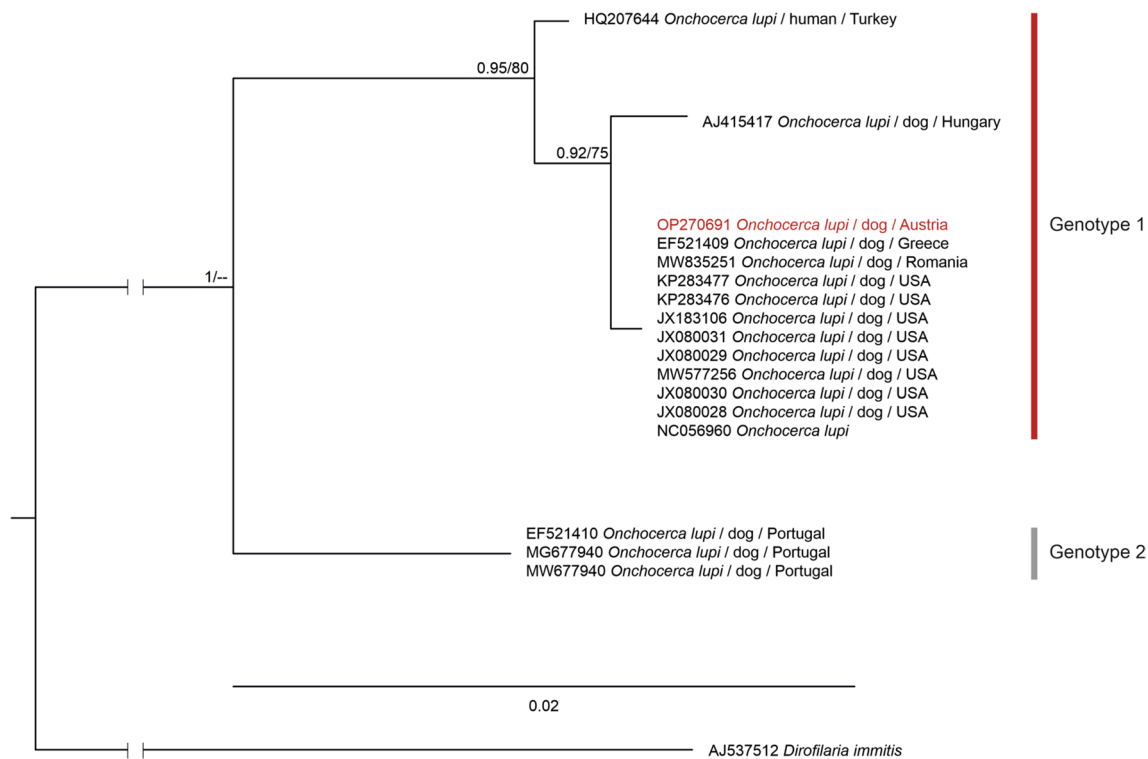 HQ207644 Onchocerca lupi / human / Turkey
0.95/80
AJ415417 Onchocerca lupi / dog / Hungary
0.92/75
OP270691 Onchocerca lupi / dog / Austria
Genotype 1
EF521409 Onchocerca lupi / dog / Greece
MW835251 Onchocerca lupi / dog / Romania
1/--
KP283477 Onchocerca lupi / dog / USA
KP283476 Onchocerca lupi / dog / USA
JX183106 Onchocerca lupi / dog / USA
JX080031 Onchocerca lupi / dog / USA
JX080029 Onchocerca lupi / dog / USA
MW577256 Onchocerca lupi / dog / USA
JX080030 Onchocerca lupi / dog / USA
JX080028 Onchocerca lupi / dog / USA
NC056960 Onchocerca lupi
EF521410 Onchocerca lupi / dog / Portugal
MG677940 Onchocerca lupi / dog / Portugal
Genotype 2
MW677940 Onchocerca lupi / dog / Portugal
0.02
AJ537512 Dirofilaria immitis